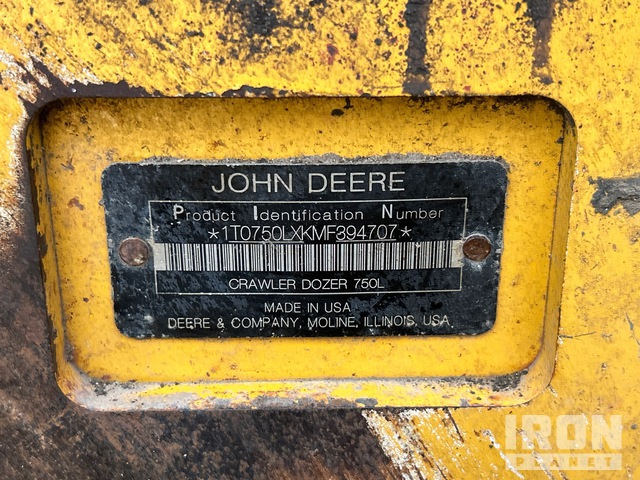 JOHN DEERE
Product Identification Number
*1T0750LXKMF394707*
CRAWLER DOZER 750L
MADE IN USA
DEERE & COMPANY, MOLINE, ILLINOIS, USA
IRON
PLANET